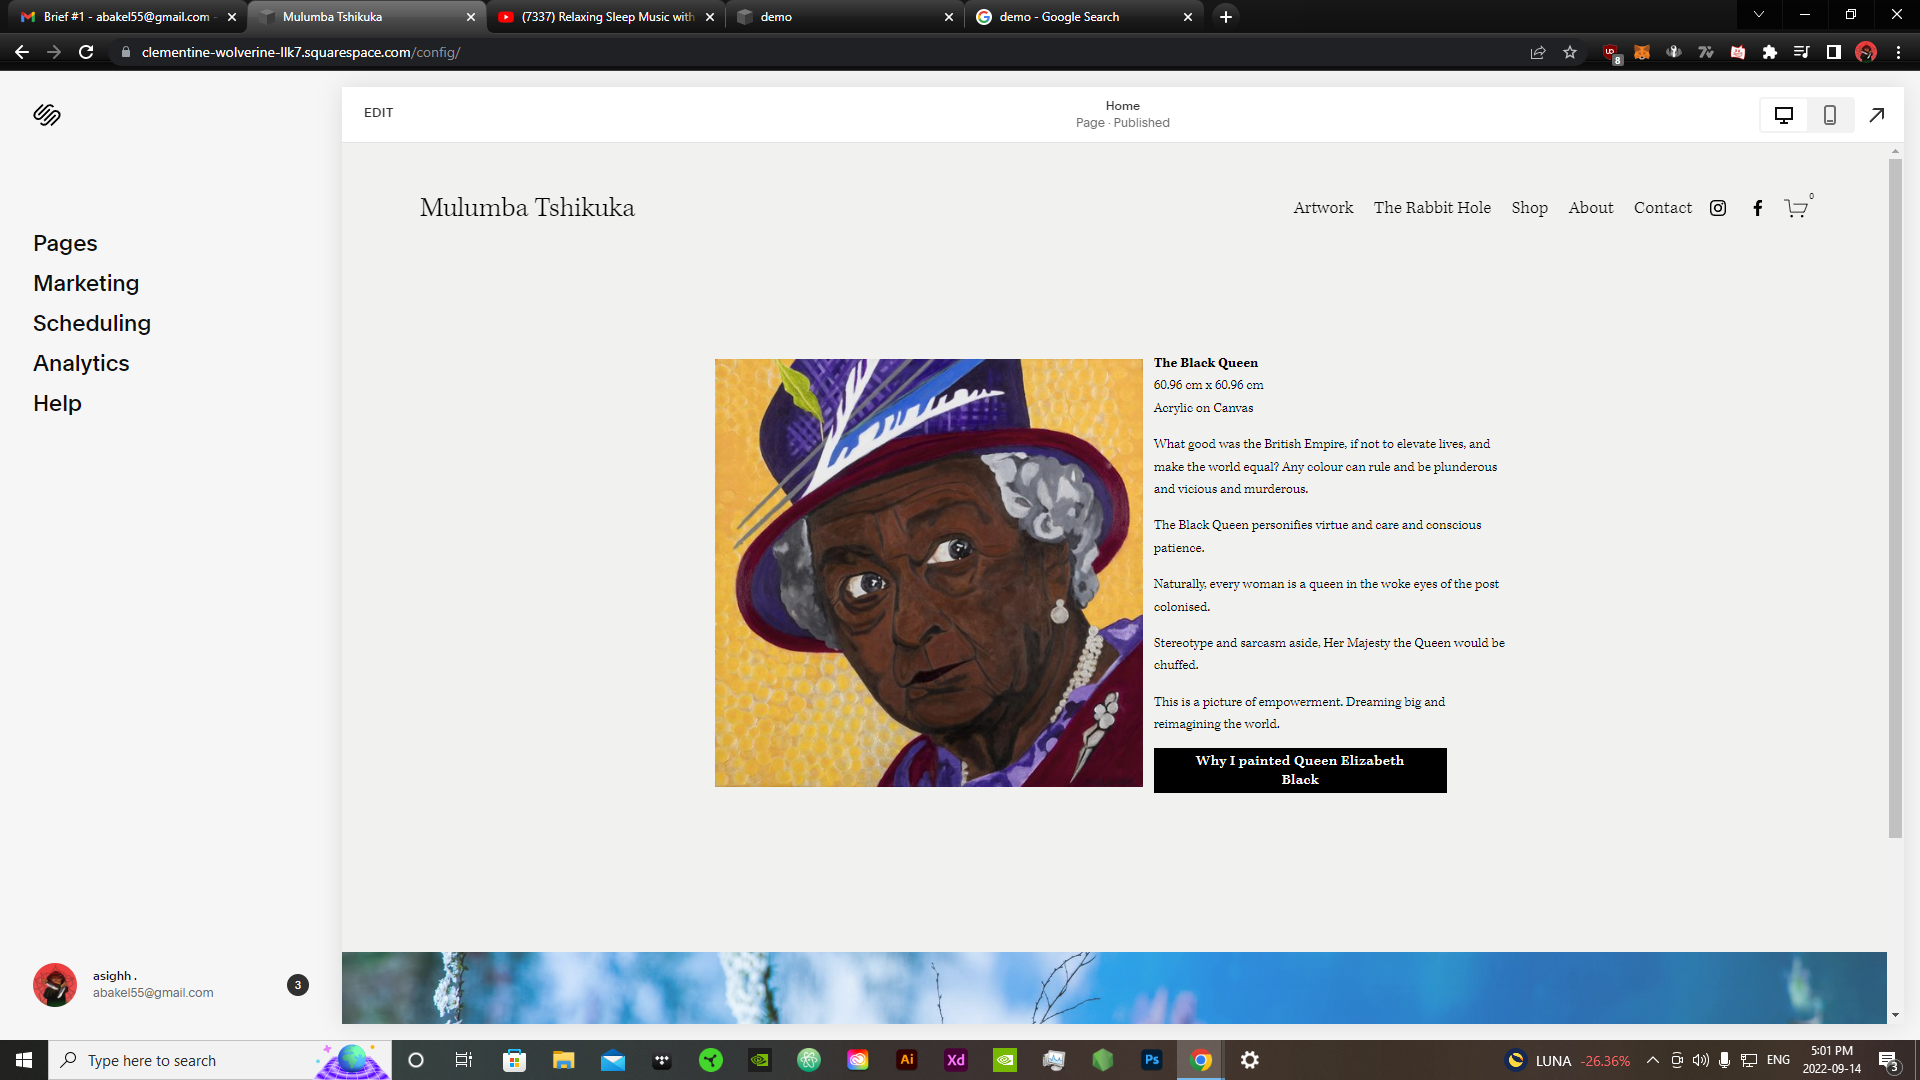 Brief #1 - abakel55@gmail.com -
Mulumba Tshikuka
(7337) Relaxing Sleep Music with
demo
demo - Google Search
clementine-wolverine-llk7.squarespace.com/config/
8
EDIT
Home
Page · Published
Mulumba Tshikuka
Artwork
The Rabbit Hole
Shop
About
Contact
0
Pages
Marketing
Scheduling
Analytics
Help
The Black Queen
60.96 cm x 60.96 cm
Acrylic on Canvas
What good was the British Empire, if not to elevate lives, and
make the world equal? Any colour can rule and be plunderous
and vicious and murderous.
The Black Queen personifies virtue and care and conscious
patience.
Naturally, every woman is a queen in the woke eyes of the post
colonised.
Stereotype and sarcasm aside, Her Majesty the Queen would be
chuffed.
This is a picture of empowerment. Dreaming big and
reimagining the world.
Why I painted Queen Elizabeth
Black
asighh .
abakel55@gmail.com
3
Type here to search
Ai
Xd
Ps
LUNA -26.36%
ENG
5:01 PM
2022-09-14
3